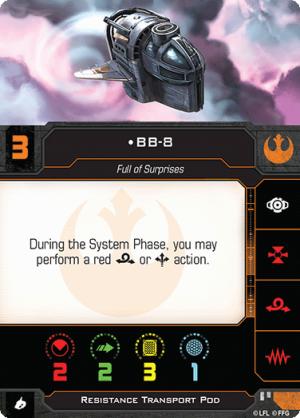 3
•BB-8
Full of Surprises
During the System Phase, you may
perform a red or action.
2 2 3 1
Resistance Transport Pod
©LFL ©FFG